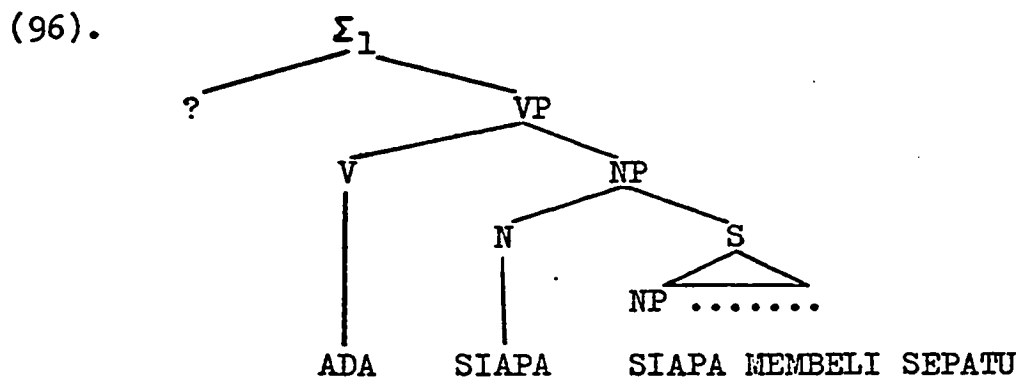 (96).
Σ1
? VP
V NP
N S
NP .......
ADA SIAPA SIAPA MEMBELI SEPATU